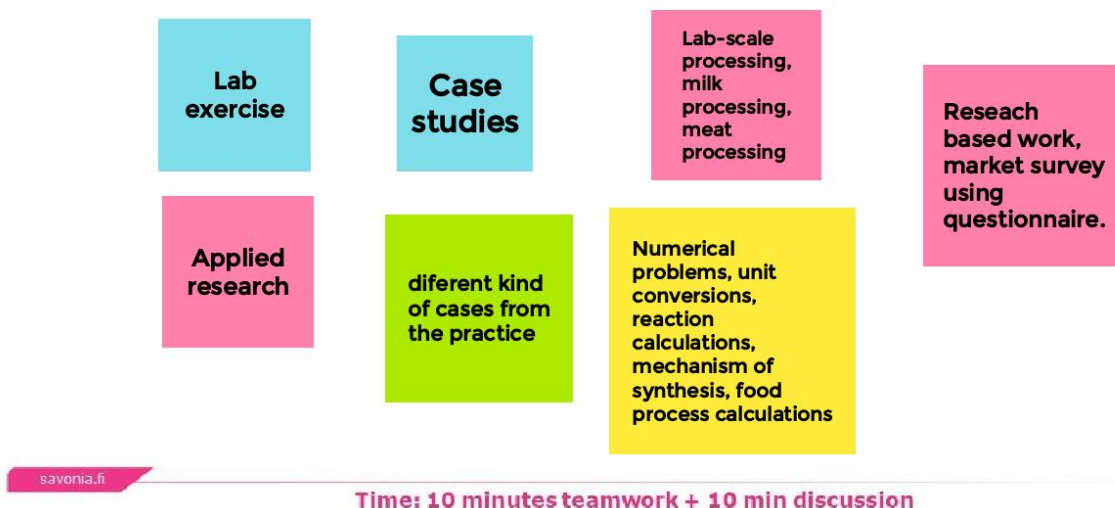 Lab
exercise
Case
studies
Lab-scale
processing,
milk
processing,
meat
processing
Reseach
based work,
market survey
using
questionnaire.
Applied
research
diferent kind
of cases from
the practice
Numerical
problems, unit
conversions,
reaction
calculations,
mechanism of
synthesis, food
process calculations
savonia.fi
Time: 10 minutes teamwork + 10 min discussion